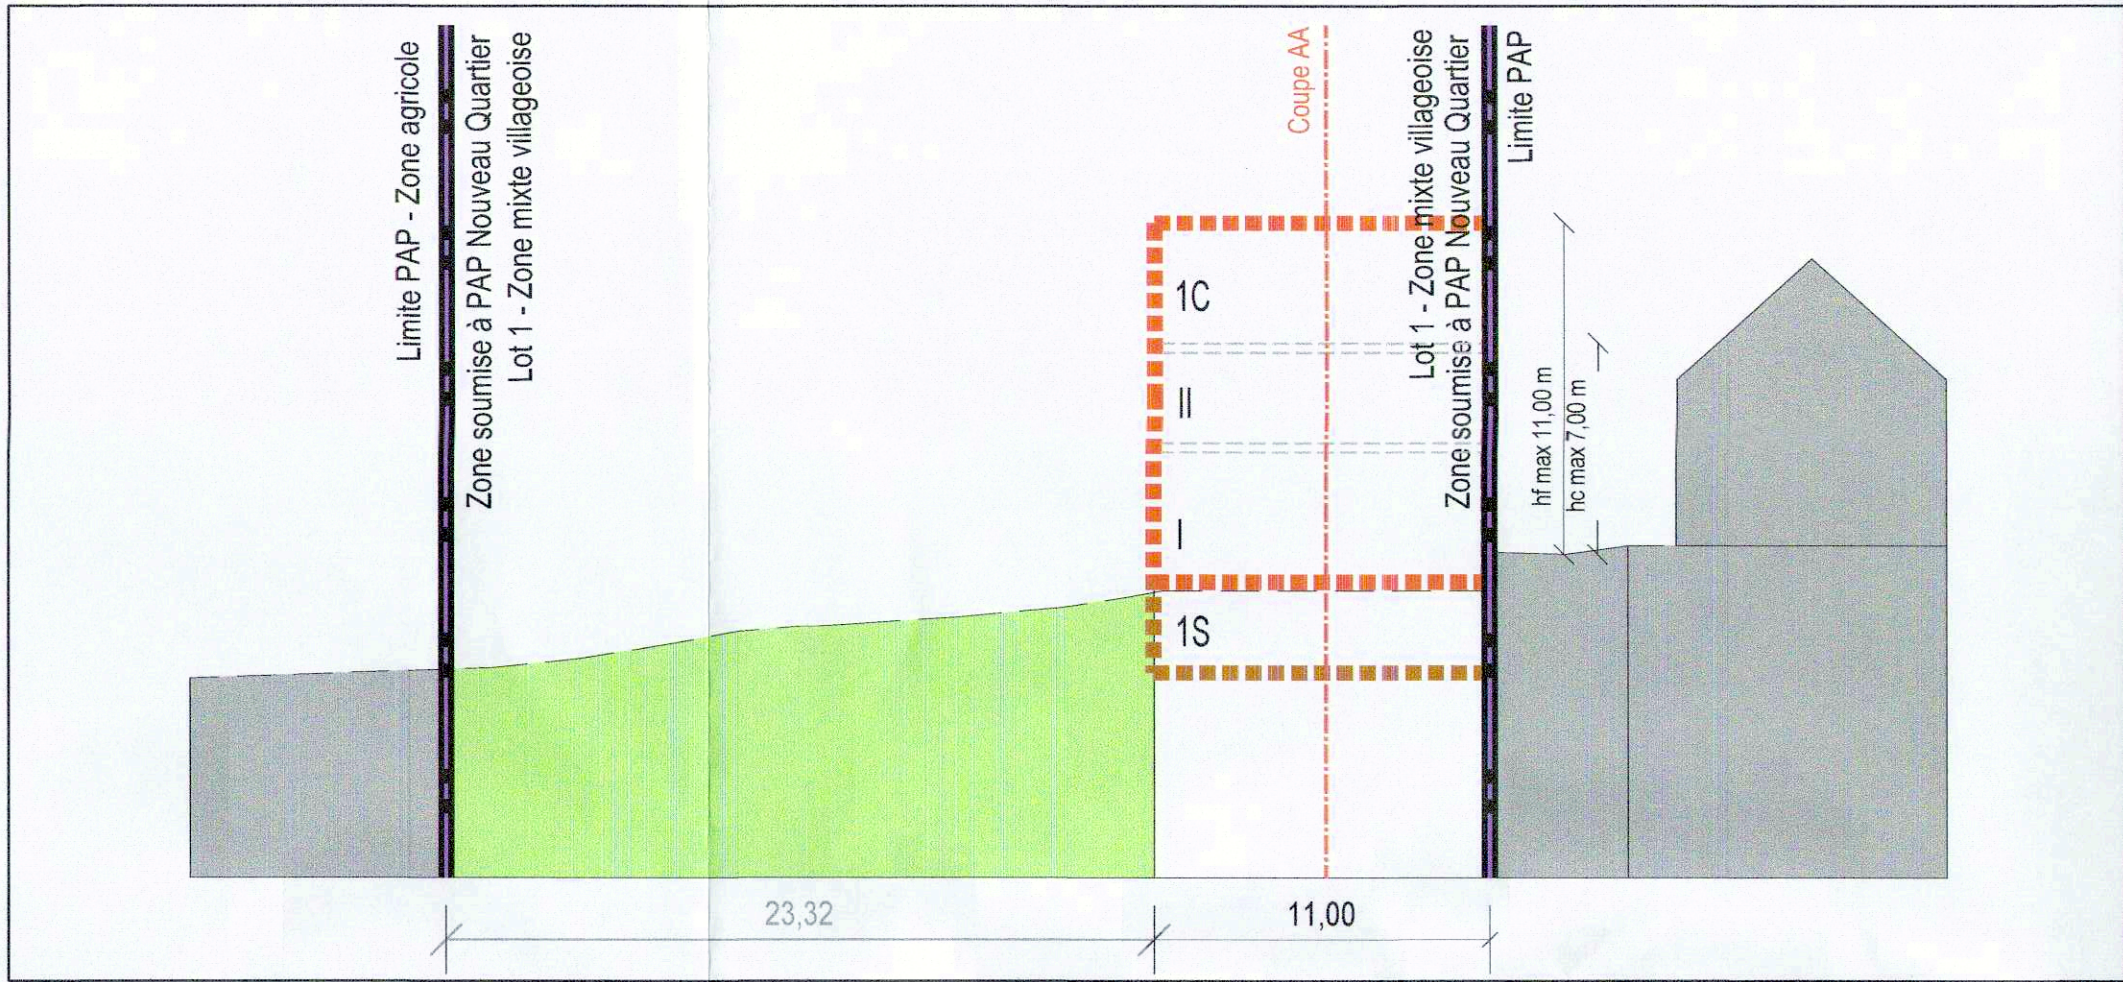 Limite PAP - Zone agricole
Zone soumise à PAP Nouveau Quartier
Lot 1 - Zone mixte villageoise
Coupe AA
Lot 1 - Zone mixte villageoise
Zone soumise à PAP Nouveau Quartier
Limite PAP
1C
II
I
1S
hf max 11,00 m
hc max 7,00 m
23,32
11,00